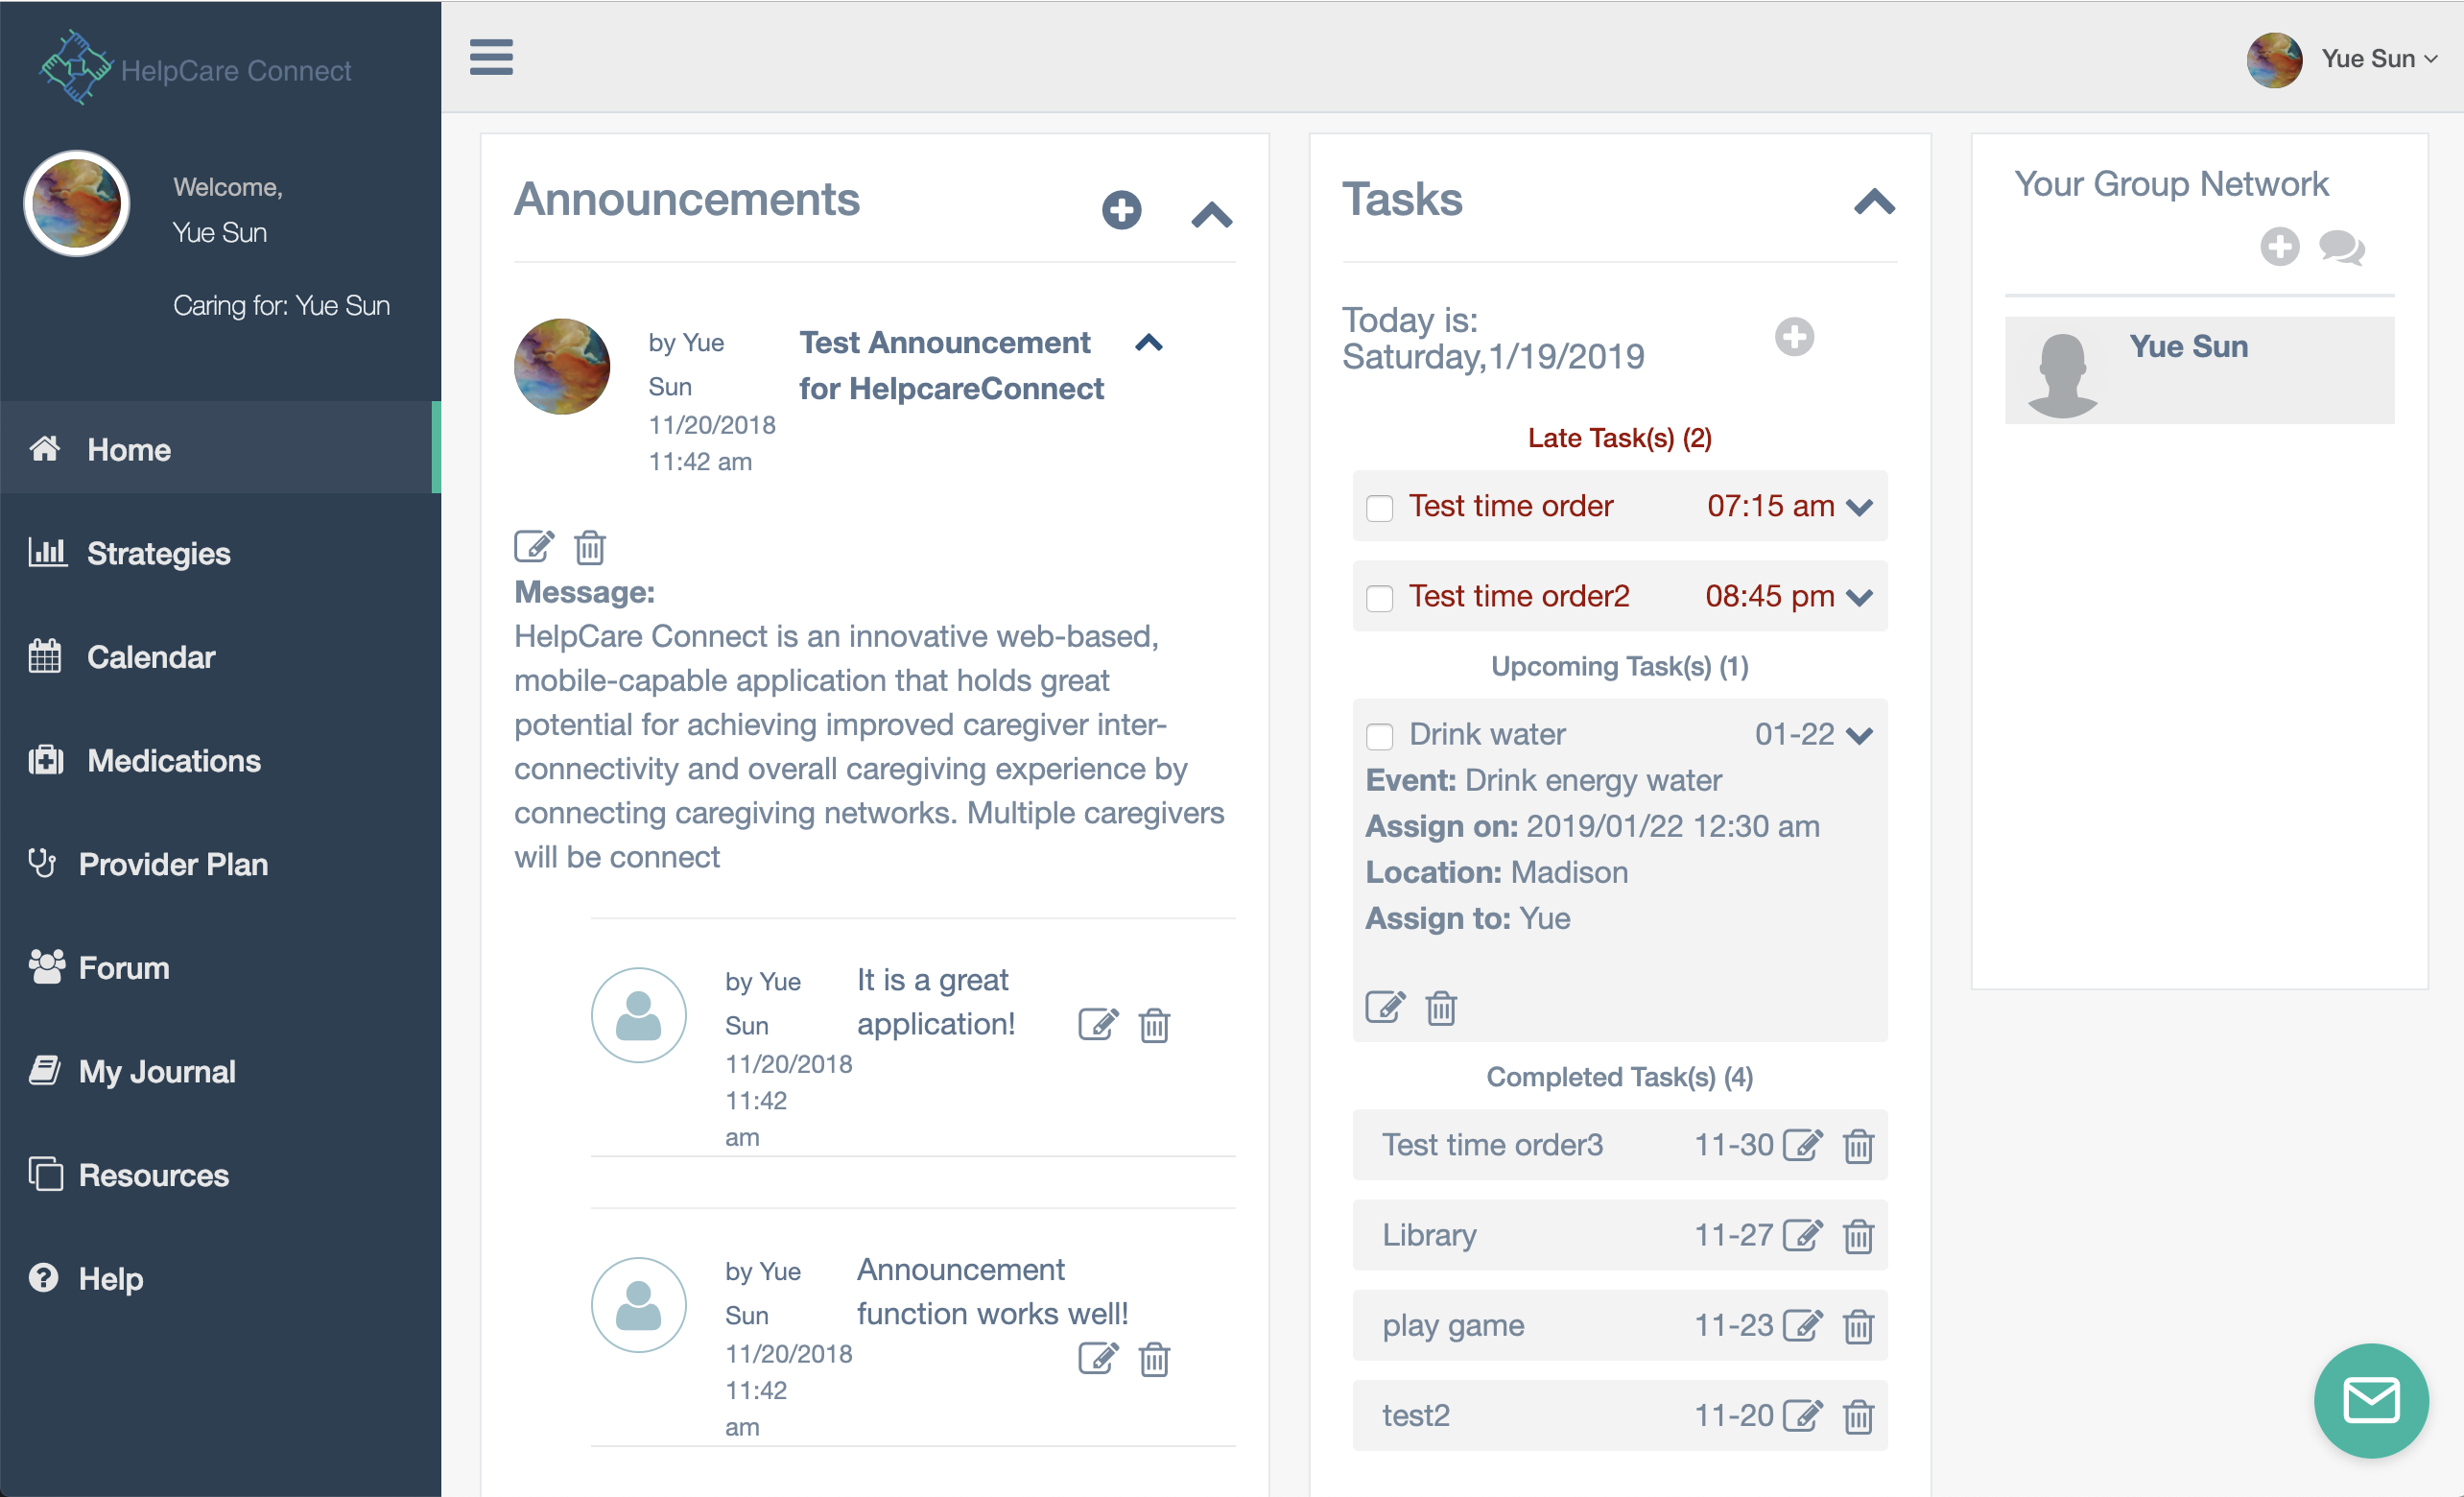 HelpCare Connect
Welcome,
Yue Sun
Caring for: Yue Sun
Home
Strategies
Calendar
Medications
Provider Plan
Forum
My Journal
Resources
Help
Yue Sun
Announcements
by Yue
Sun
11/20/2018
11:42 am
Test Announcement
for HelpcareConnect
Message:
HelpCare Connect is an innovative web-based,
mobile-capable application that holds great
potential for achieving improved caregiver inter-
connectivity and overall caregiving experience by
connecting caregiving networks. Multiple caregivers
will be connect
by Yue
Sun
11/20/2018
11:42
am
It is a great
application!
by Yue
Sun
11/20/2018
11:42
am
Announcement
function works well!
Tasks
Today is:
Saturday,1/19/2019
Late Task(s) (2)
Test time order 07:15 am
Test time order2 08:45 pm
Upcoming Task(s) (1)
Drink water 01-22
Event: Drink energy water
Assign on: 2019/01/22 12:30 am
Location: Madison
Assign to: Yue
Completed Task(s) (4)
Test time order3 11-30
Library 11-27
play game 11-23
test2 11-20
Your Group Network
Yue Sun